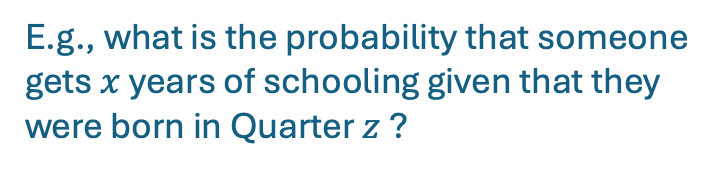 E.g., what is the probability that someone
gets x years of schooling given that they
were born in Quarter z ?